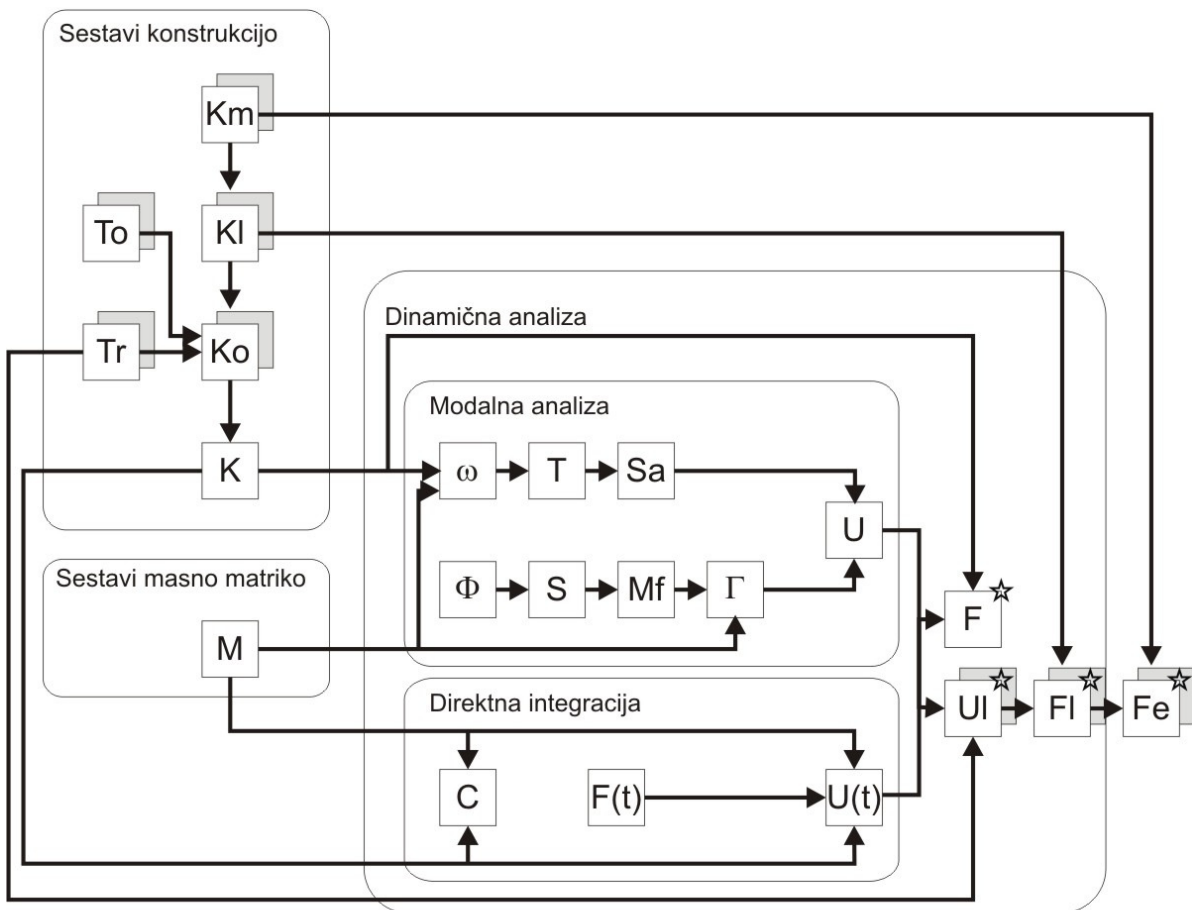 Sestavi konstrukcijo
Km
To
Kl
Tr
Ko
K
Sestavi masno matriko
M
Dinamična analiza
Modalna analiza
ω
T
Sa
U
Φ
S
Mf
Γ
F
Direktna integracija
C
F(t)
U(t)
Ul
Fl
Fe